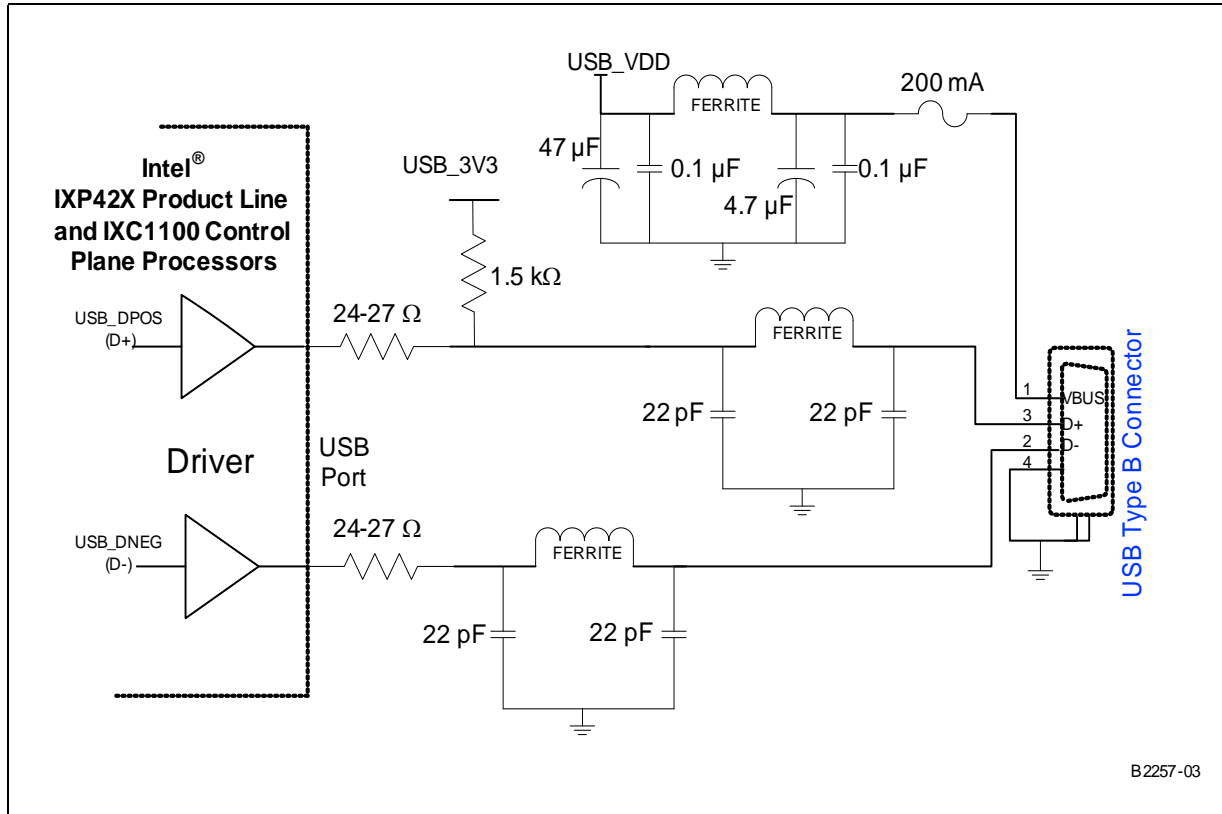 USB_VDD
FERRITE
200 mA
47 µF
0.1 µF
4.7 µF
0.1 µF
Intel®
IXP42X Product Line
and IXC1100 Control
Plane Processors
USB_3V3
1.5 kΩ
USB_DPOS
(D+)
24-27 Ω
FERRITE
22 pF
22 pF
Driver
USB
Port
USB_DNEG
(D-)
24-27 Ω
FERRITE
22 pF
22 pF
1
VBUS
3
D+
2
D-
4
USB Type B Connector
B2257-03